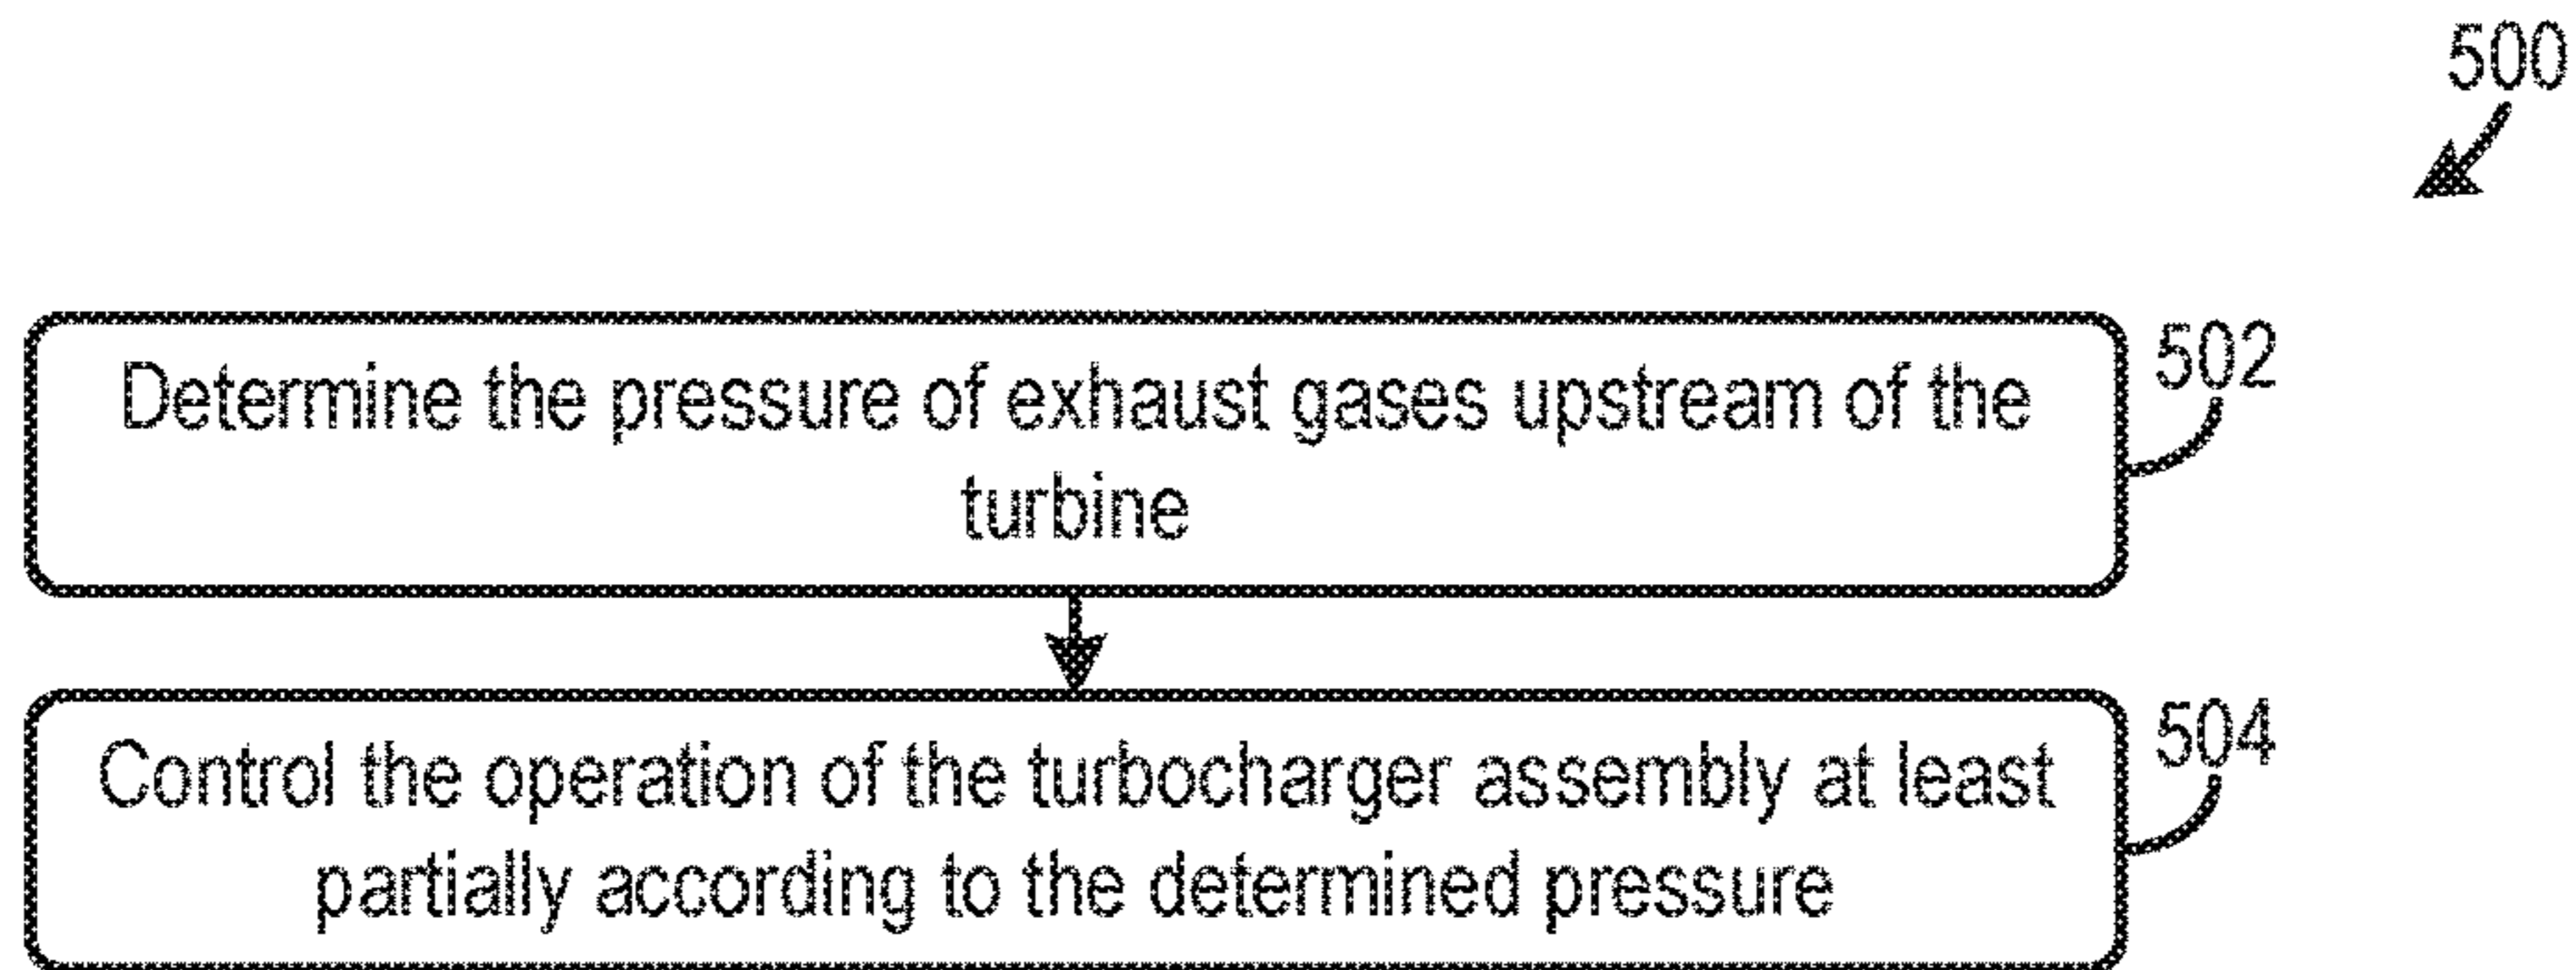 500
Determine the pressure of exhaust gases upstream of the
turbine
502
Control the operation of the turbocharger assembly at least
partially according to the determined pressure
504